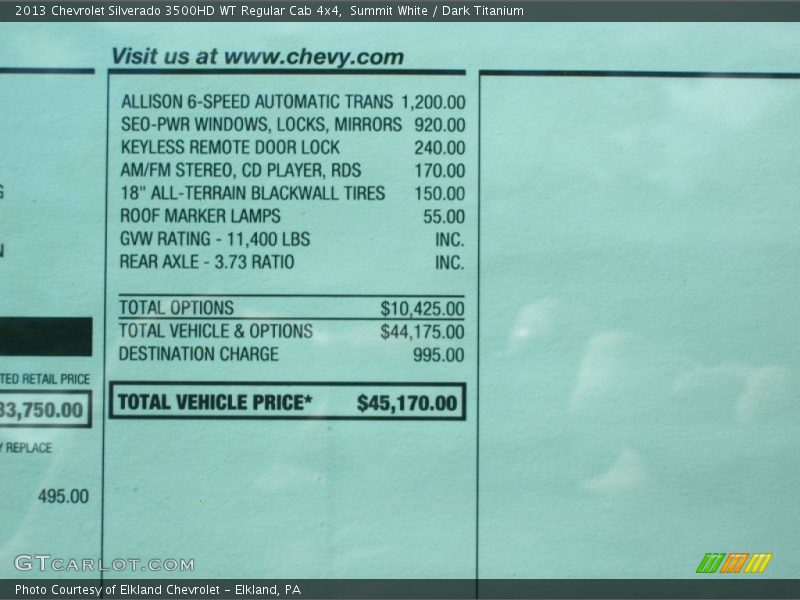 2013 Chevrolet Silverado 3500HD WT Regular Cab 4x4,  Summit White / Dark Titanium
Visit us at www.chevy.com
ALLISON 6-SPEED AUTOMATIC TRANS 1,200.00
SEO-PWR WINDOWS, LOCKS, MIRRORS 920.00
KEYLESS REMOTE DOOR LOCK 240.00
AM/FM STEREO, CD PLAYER, RDS 170.00
18" ALL-TERRAIN BLACKWALL TIRES 150.00
ROOF MARKER LAMPS 55.00
GVW RATING - 11,400 LBS INC.
REAR AXLE - 3.73 RATIO INC.
TOTAL OPTIONS $10,425.00
TOTAL VEHICLE & OPTIONS $44,175.00
DESTINATION CHARGE 995.00
TOTAL VEHICLE PRICE* $45,170.00
TED RETAIL PRICE
33,750.00
Y REPLACE
495.00
GTCARLOT.COM
Photo Courtesy of Elkland Chevrolet - Elkland, PA